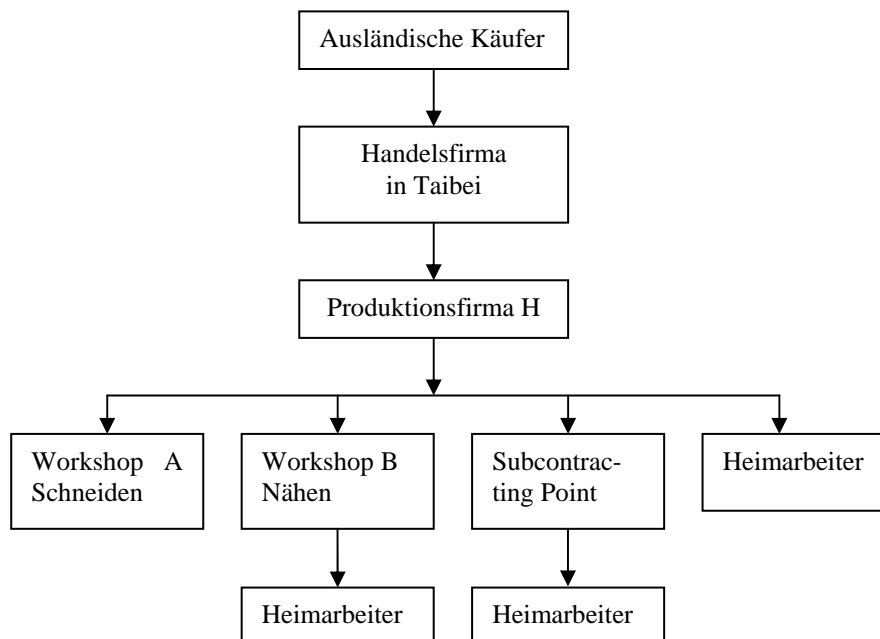 Ausländische Käufer
Handelsfirma
in Taibei
Produktionsfirma H
Workshop A
Schneiden
Workshop B
Nähen
Subcontrac-
ting Point
Heimarbeiter
Heimarbeiter
Heimarbeiter